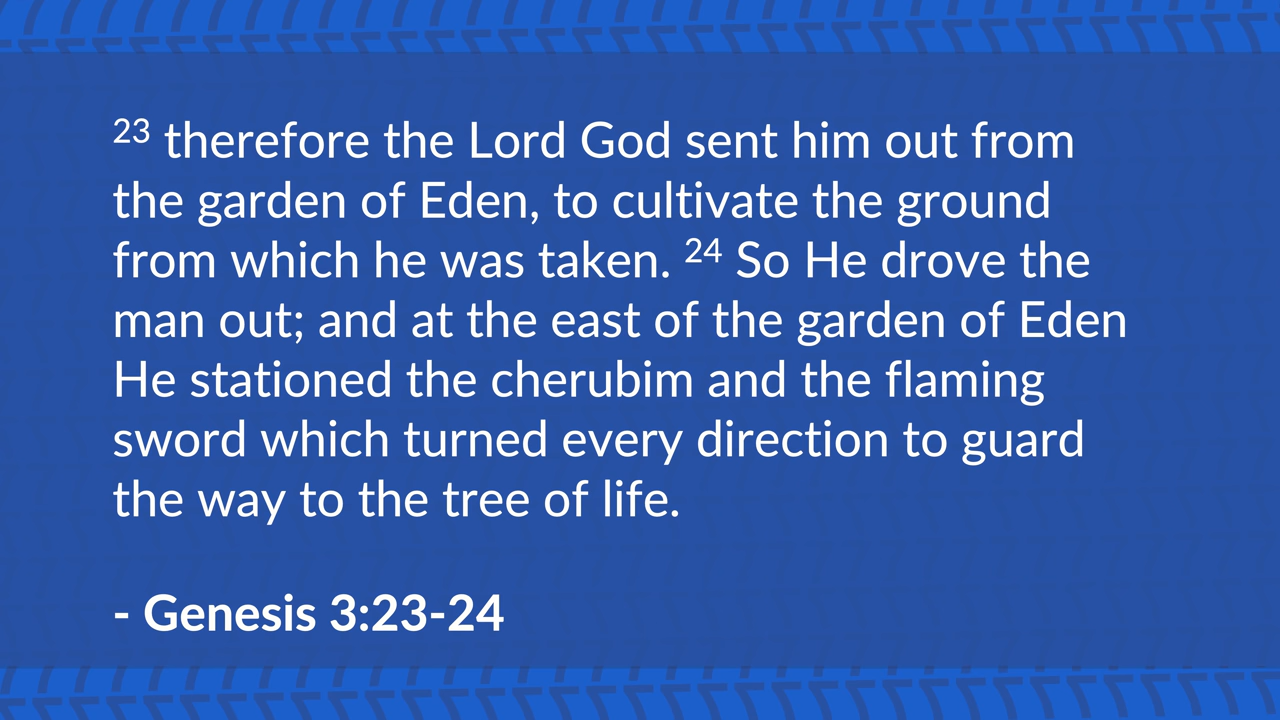 23 therefore the Lord God sent him out from
the garden of Eden, to cultivate the ground
from which he was taken. 24 So He drove the
man out; and at the east of the garden of Eden
He stationed the cherubim and the flaming
sword which turned every direction to guard
the way to the tree of life.
- Genesis 3:23-24